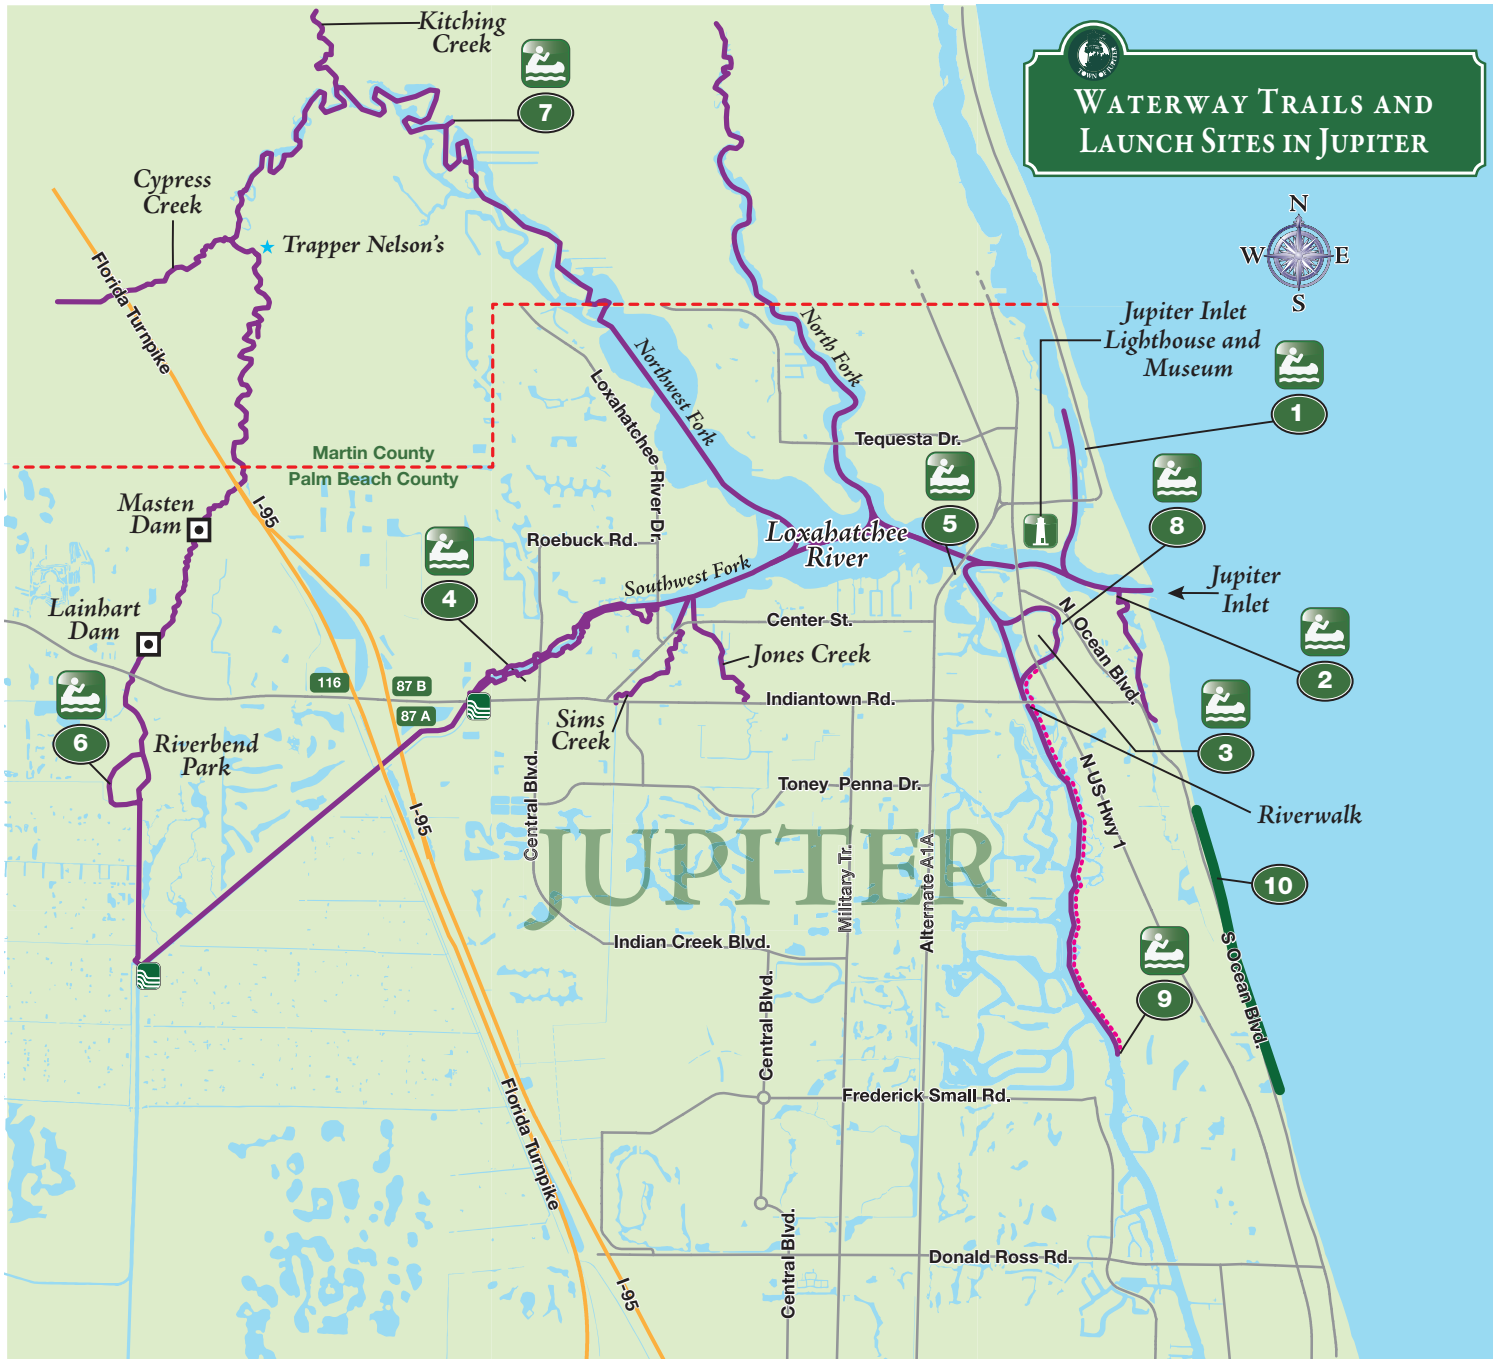 Kitching
Creek
7
TOWN OF JUPITER
WATERWAY TRAILS AND
LAUNCH SITES IN JUPITER
Cypress
Creek
Trapper Nelson's
N
W
E
S
Florida Turnpike
Jupiter Inlet
Lighthouse and
Museum
1
North Fork
Northwest Fork
Loxahatchee River Dr.
Tequesta Dr.
Martin County
Palm Beach County
I-95
Masten
Dam
5
8
Loxahatchee
River
Roebuck Rd.
Southwest Fork
4
Jupiter
Inlet
Lainhart
Dam
Center St.
N Ocean Blvd.
Jones Creek
2
116
87 B
87 A
Indiantown Rd.
6
Riverbend
Park
Sims
Creek
3
Central Blvd.
Toney Penna Dr.
N US Hwy 1
Riverwalk
I-95
JUPITER
Military Tr.
Alternate A1A
10
Indian Creek Blvd.
S Ocean Blvd.
Central Blvd.
9
Florida Turnpike
Frederick Small Rd.
Central Blvd.
Donald Ross Rd.
I-95